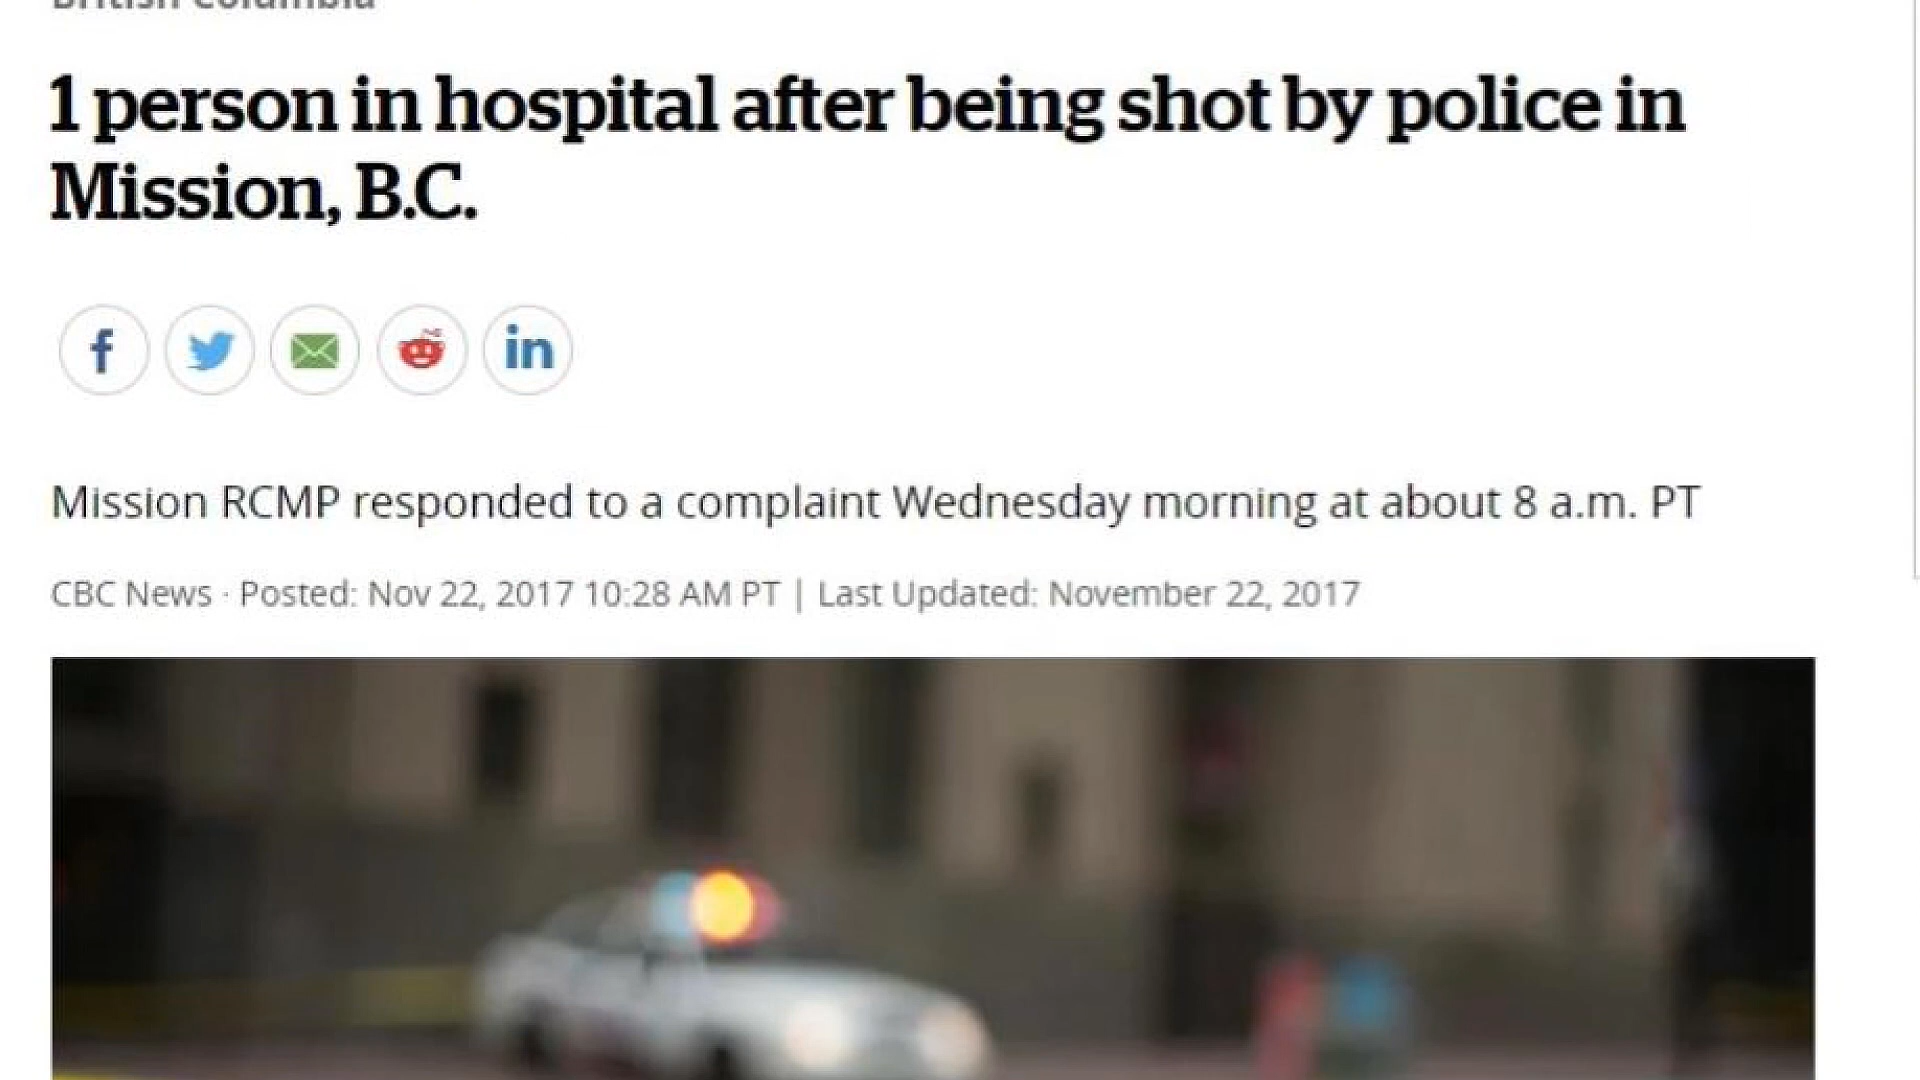 British Columbia
1 person in hospital after being shot by police in
Mission, B.C.
f
in
Mission RCMP responded to a complaint Wednesday morning at about 8 a.m. PT
CBC News · Posted: Nov 22, 2017 10:28 AM PT | Last Updated: November 22, 2017